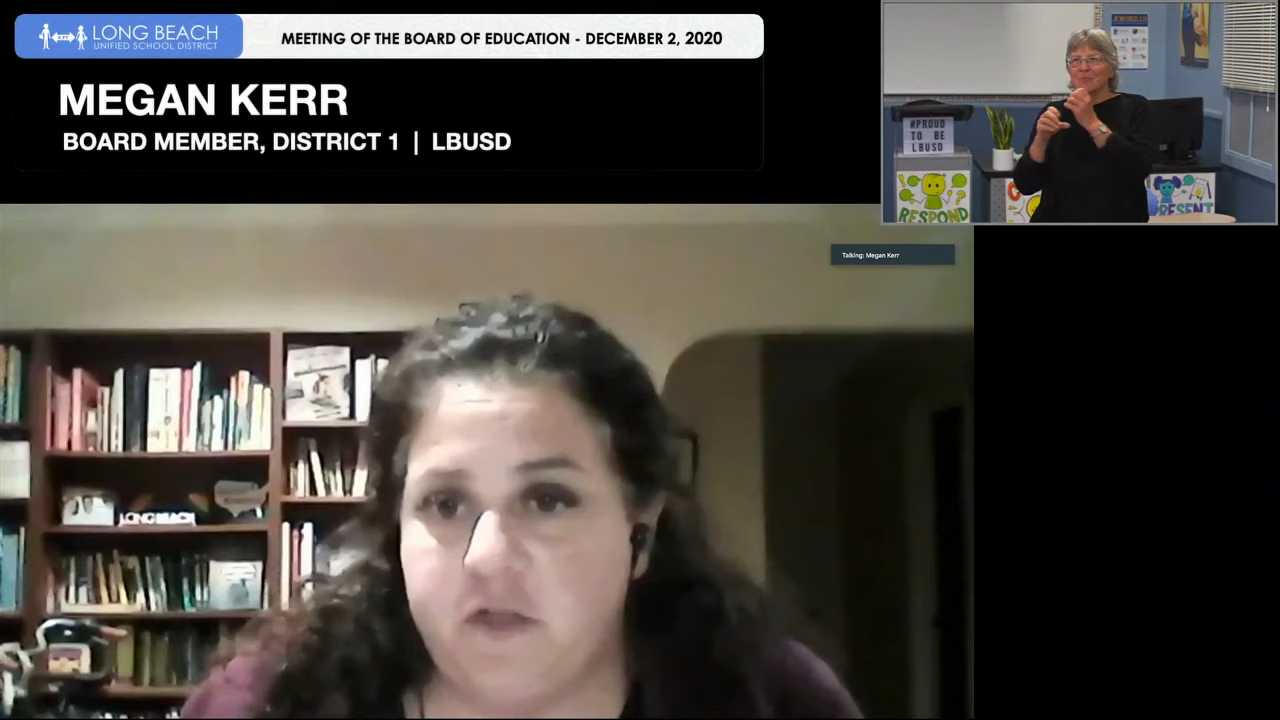 LONG BEACH
UNIFIED SCHOOL DISTRICT
MEETING OF THE BOARD OF EDUCATION - DECEMBER 2, 2020
MEGAN KERR
BOARD MEMBER, DISTRICT 1 | LBUSD
#PROUD
TO BE
LBUSD
RESPOND
PRESENT
Talking: Megan Kerr
LONG BEACH